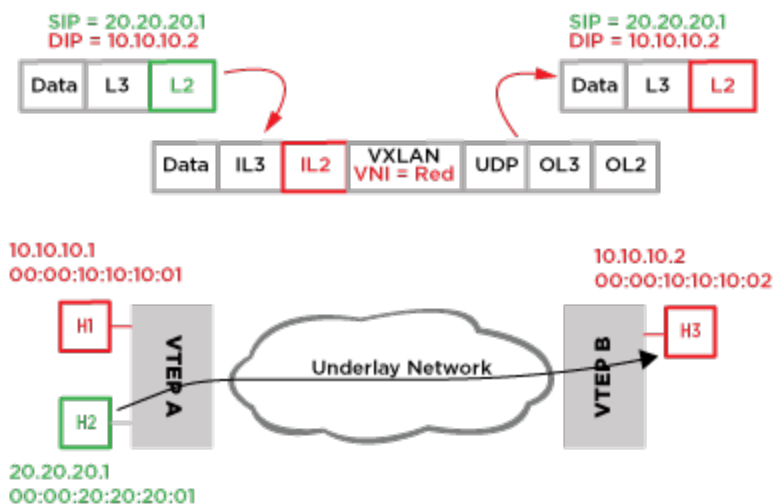 SIP = 20.20.20.1
DIP = 10.10.10.2
Data L3 L2
SIP = 20.20.20.1
DIP = 10.10.10.2
Data L3 L2
Data IL3 IL2 VXLAN UDP OL3 OL2
VNI = Red
10.10.10.1
00:00:10:10:10:01
H1
VTEP A
H2
20.20.20.1
00:00:20:20:20:01
Underlay Network
10.10.10.2
00:00:10:10:10:02
VTEP B
H3